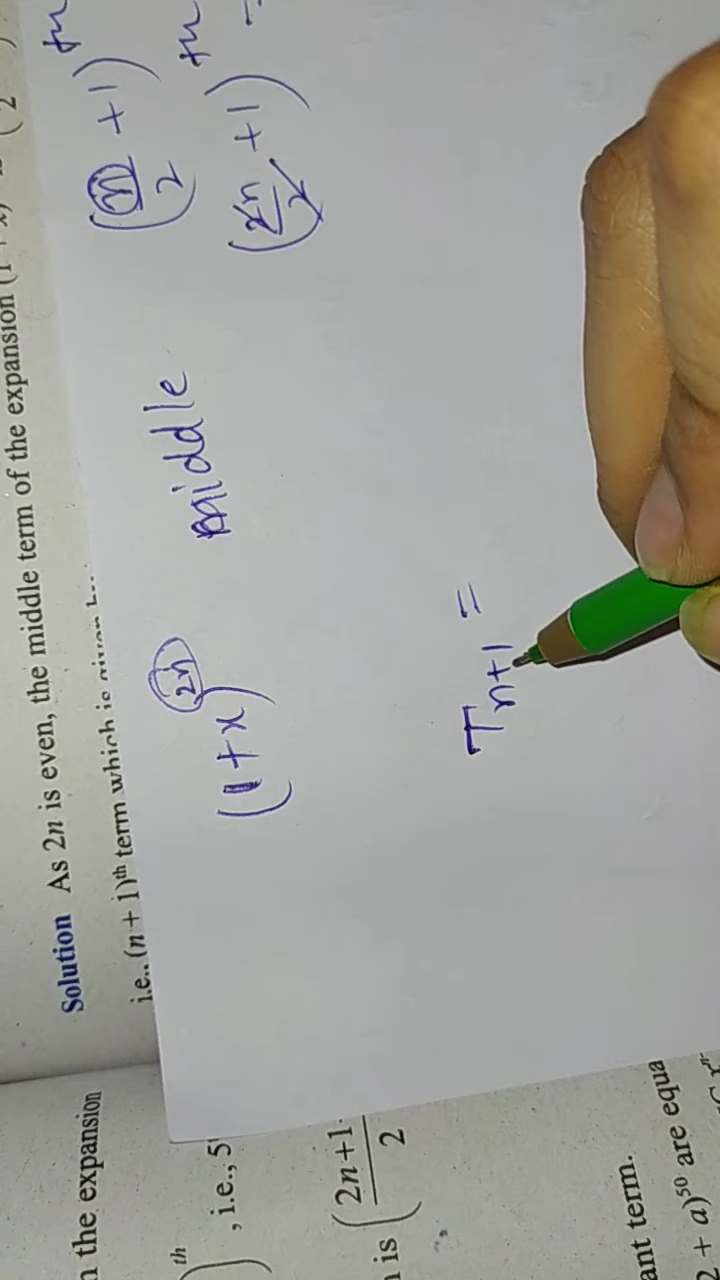 Solution As 2n is even, the middle term of the expansion (1 + x)
i.e., (n + 1)th term which is given
(n/2 + 1)th
(1+x)^2n middle (2n/2 + 1)th =
T n+1 =
n the expansion
)th, i.e., 5
is (2n+1
2
ant term.
2 + a)^50 are equa